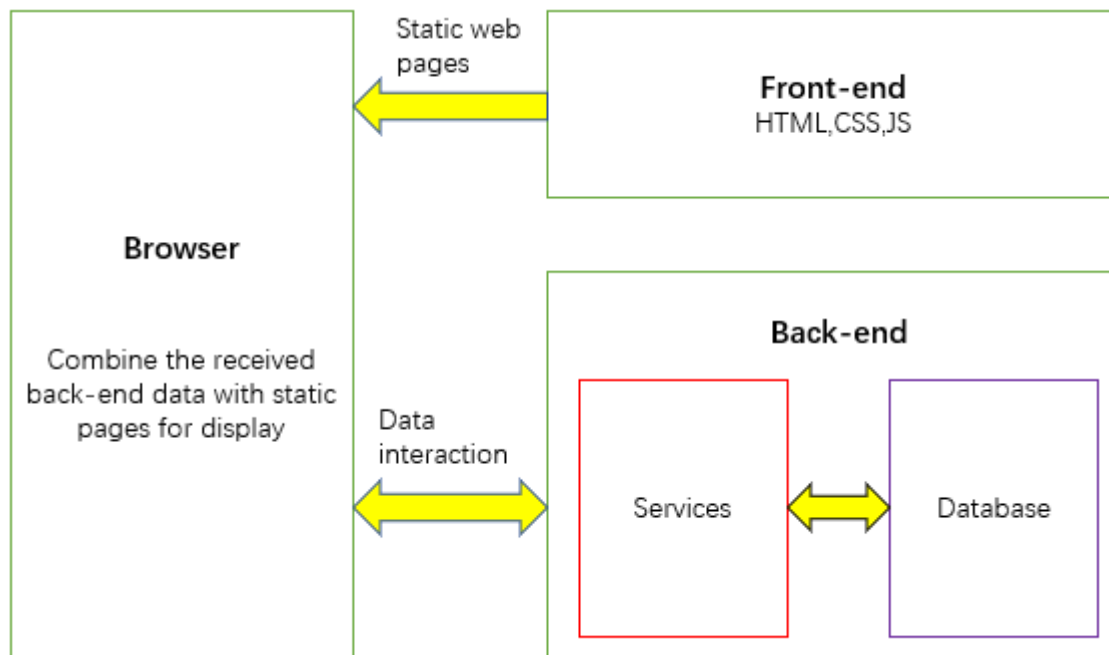 Static web
pages
Front-end
HTML,CSS,JS
Browser
Combine the received
back-end data with static
pages for display
Data
interaction
Back-end
Services
Database